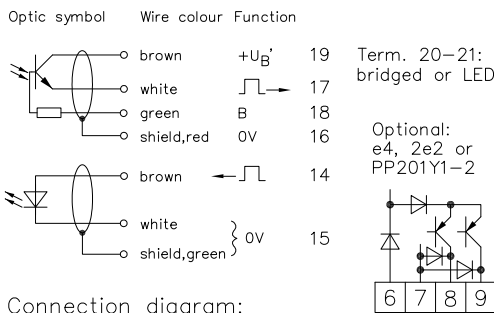 Optic symbol Wire colour Function
brown +UB' 19 Term. 20-21:
white 17 bridged or LED
green B 18
shield,red 0V 16
Optional:
e4, 2e2 or
PP201Y1-2
brown 14
white
0V 15
shield,green
6 7 8 9
Connection diagram: